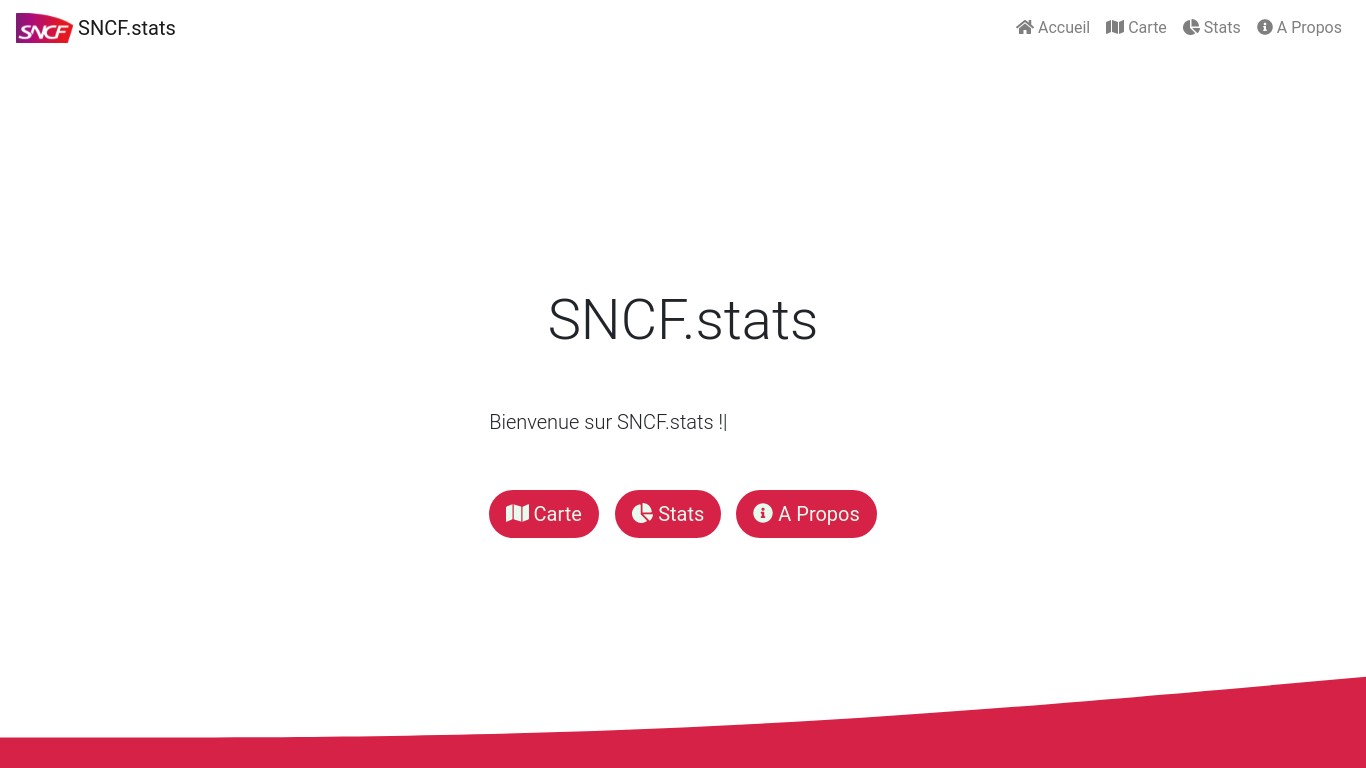 SNCF SNCF.stats
Accueil Carte Stats A Propos
SNCF.stats
Bienvenue sur SNCF.stats !|
Carte Stats A Propos